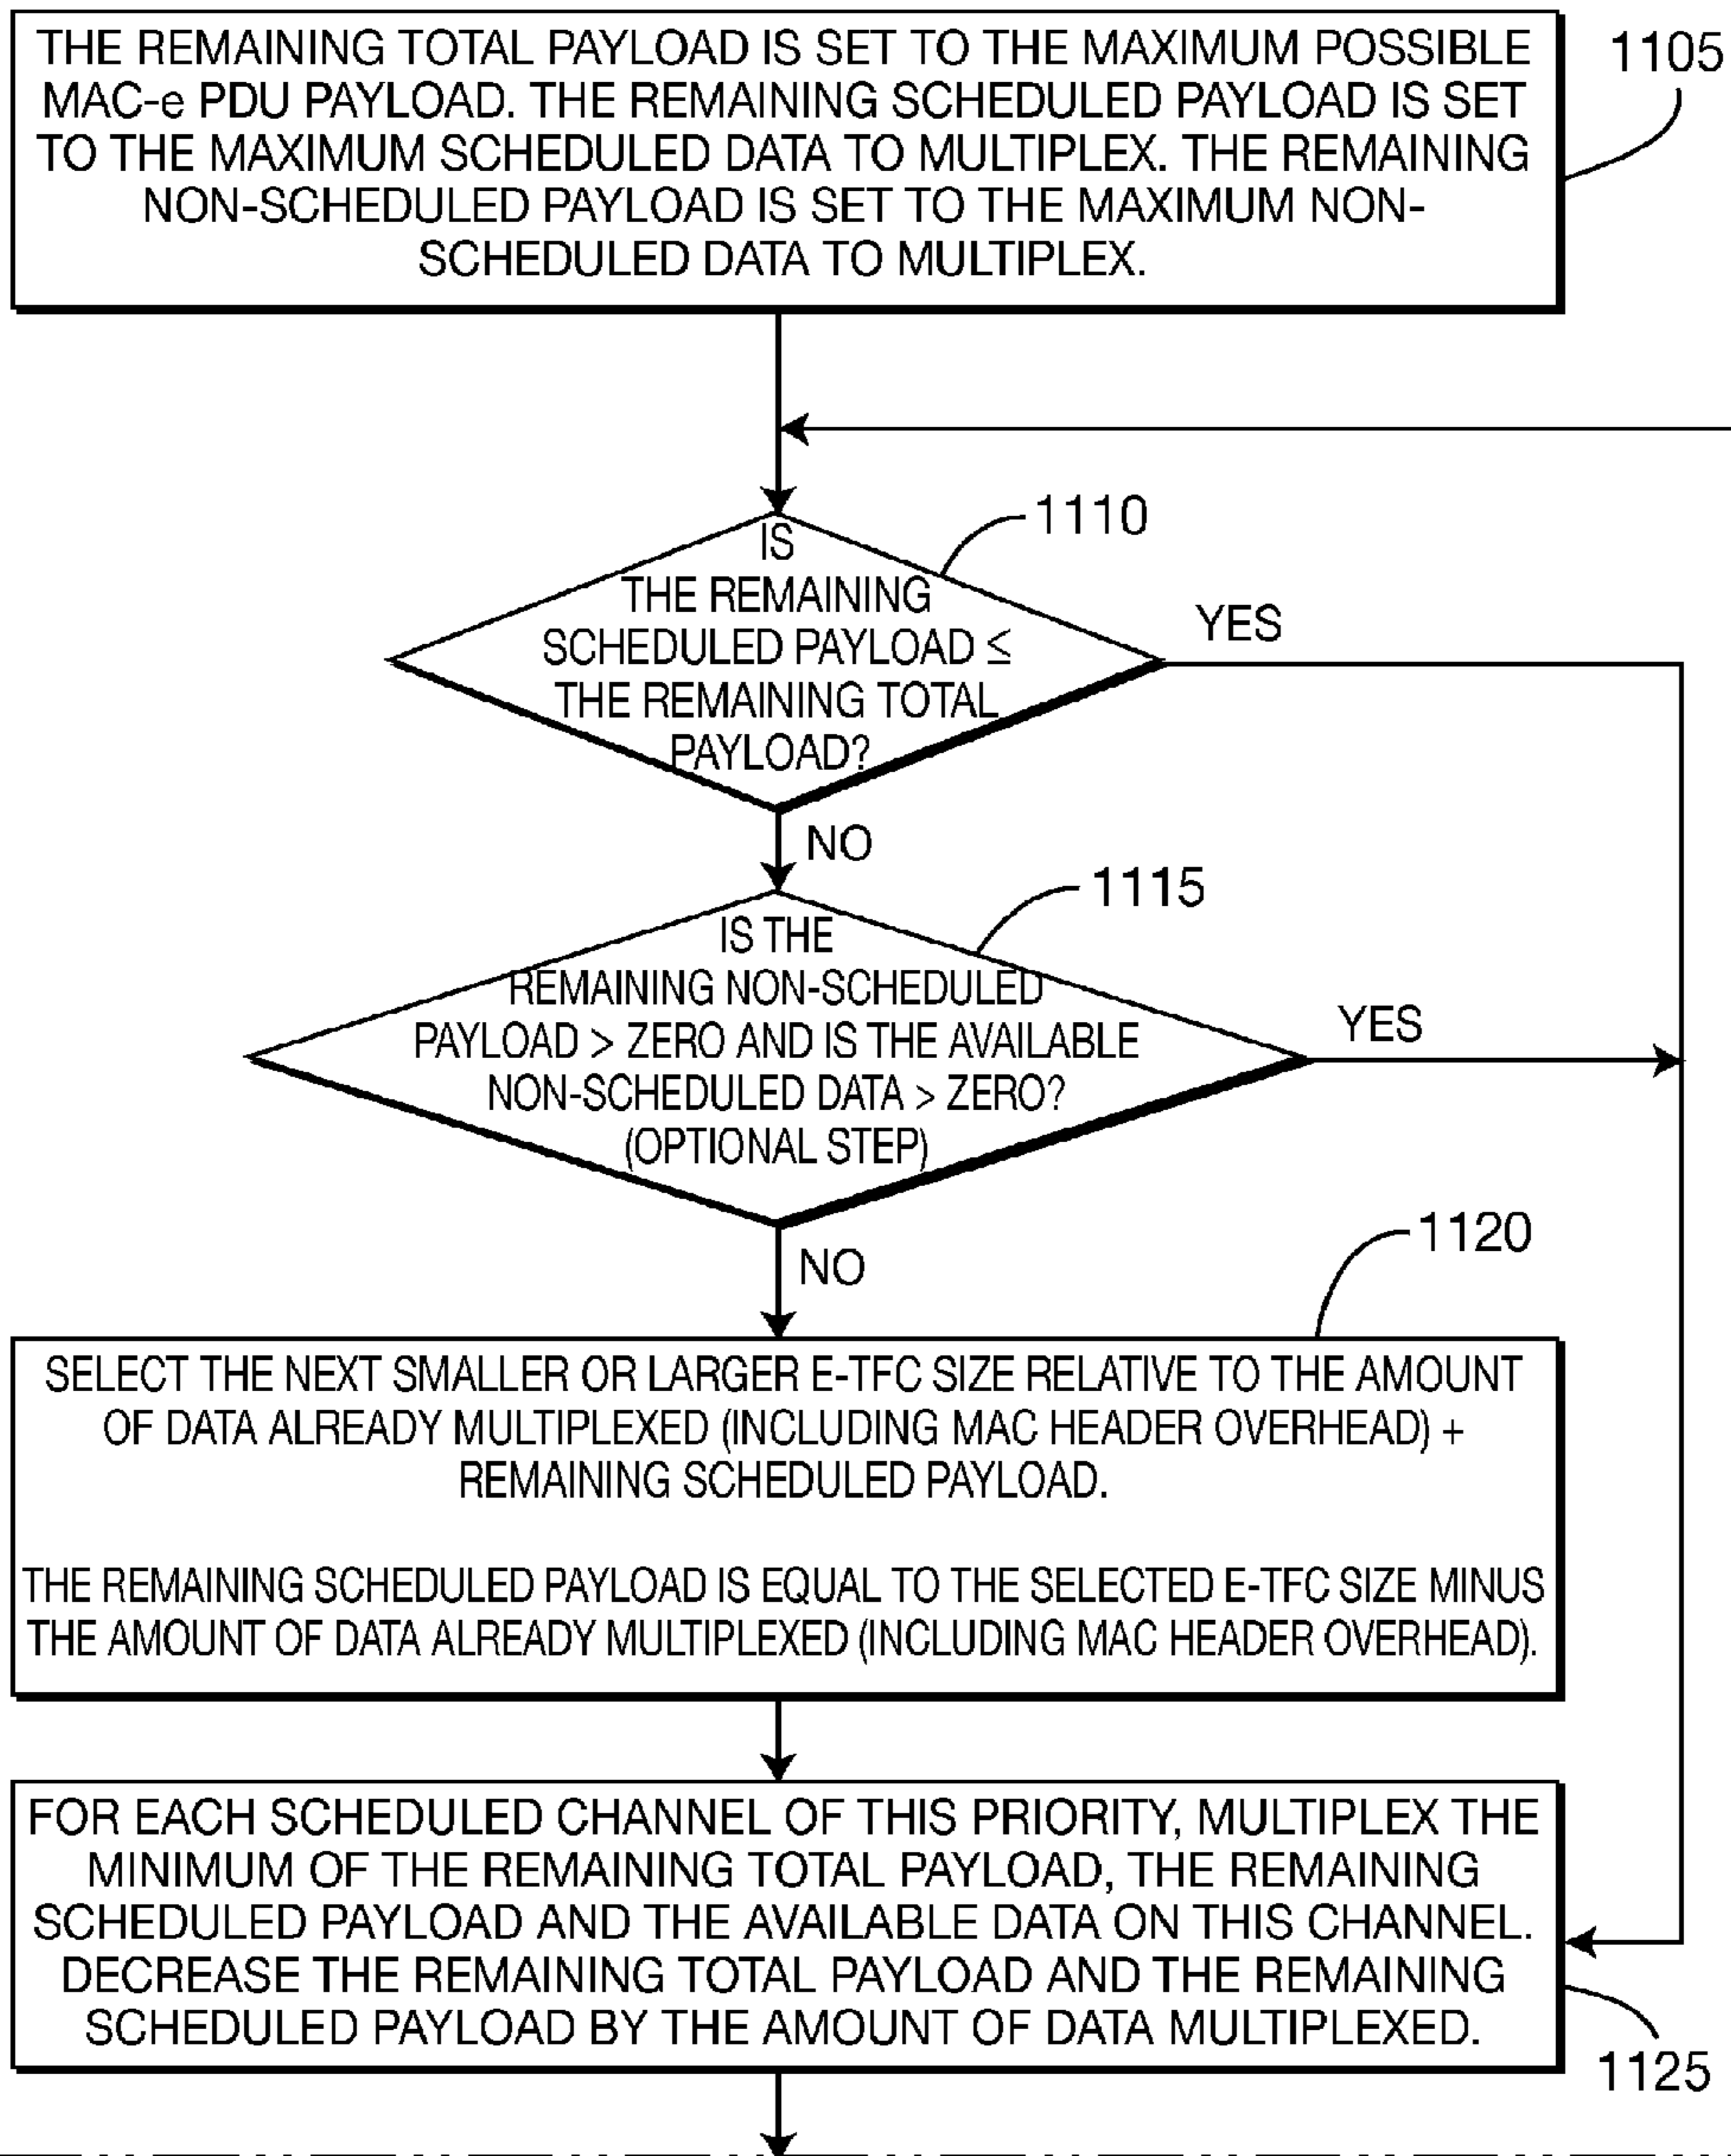 THE REMAINING TOTAL PAYLOAD IS SET TO THE MAXIMUM POSSIBLE
MAC-e PDU PAYLOAD. THE REMAINING SCHEDULED PAYLOAD IS SET
TO THE MAXIMUM SCHEDULED DATA TO MULTIPLEX. THE REMAINING
NON-SCHEDULED PAYLOAD IS SET TO THE MAXIMUM NON-
SCHEDULED DATA TO MULTIPLEX.
1105
1110
IS
THE REMAINING
SCHEDULED PAYLOAD ≤
THE REMAINING TOTAL
PAYLOAD?
YES
NO
1115
IS THE
REMAINING NON-SCHEDULED
PAYLOAD > ZERO AND IS THE AVAILABLE
NON-SCHEDULED DATA > ZERO?
(OPTIONAL STEP)
YES
NO
1120
SELECT THE NEXT SMALLER OR LARGER E-TFC SIZE RELATIVE TO THE AMOUNT
OF DATA ALREADY MULTIPLEXED (INCLUDING MAC HEADER OVERHEAD) +
REMAINING SCHEDULED PAYLOAD.
THE REMAINING SCHEDULED PAYLOAD IS EQUAL TO THE SELECTED E-TFC SIZE MINUS
THE AMOUNT OF DATA ALREADY MULTIPLEXED (INCLUDING MAC HEADER OVERHEAD).
FOR EACH SCHEDULED CHANNEL OF THIS PRIORITY, MULTIPLEX THE
MINIMUM OF THE REMAINING TOTAL PAYLOAD, THE REMAINING
SCHEDULED PAYLOAD AND THE AVAILABLE DATA ON THIS CHANNEL.
DECREASE THE REMAINING TOTAL PAYLOAD AND THE REMAINING
SCHEDULED PAYLOAD BY THE AMOUNT OF DATA MULTIPLEXED.
1125